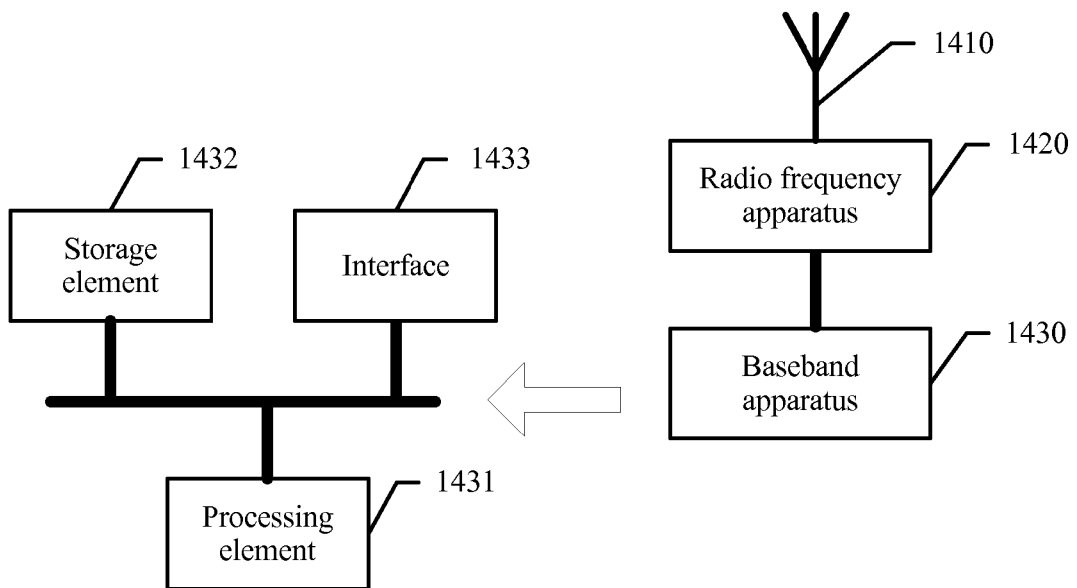 1410
1432
1433
1420
Radio frequency
apparatus
Storage
element
Interface
1430
Baseband
apparatus
1431
Processing
element